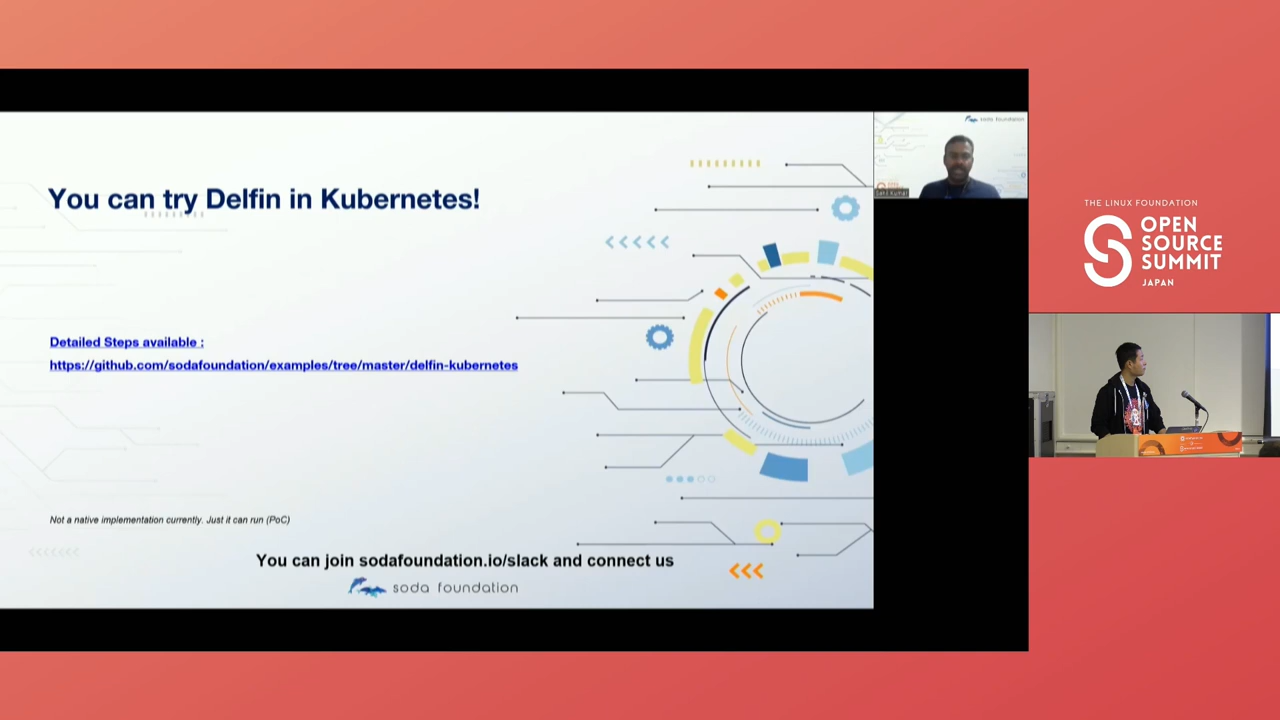 You can try Delfin in Kubernetes!
Detailed Steps available :
https://github.com/sodafoundation/examples/tree/master/delfin-kubernetes
Not a native implementation currently. Just it can run (PoC)
You can join sodafoundation.io/slack and connect us
soda foundation
soda foundation
THE LINUX FOUNDATION
OPEN
SOURCE
SUMMIT
JAPAN